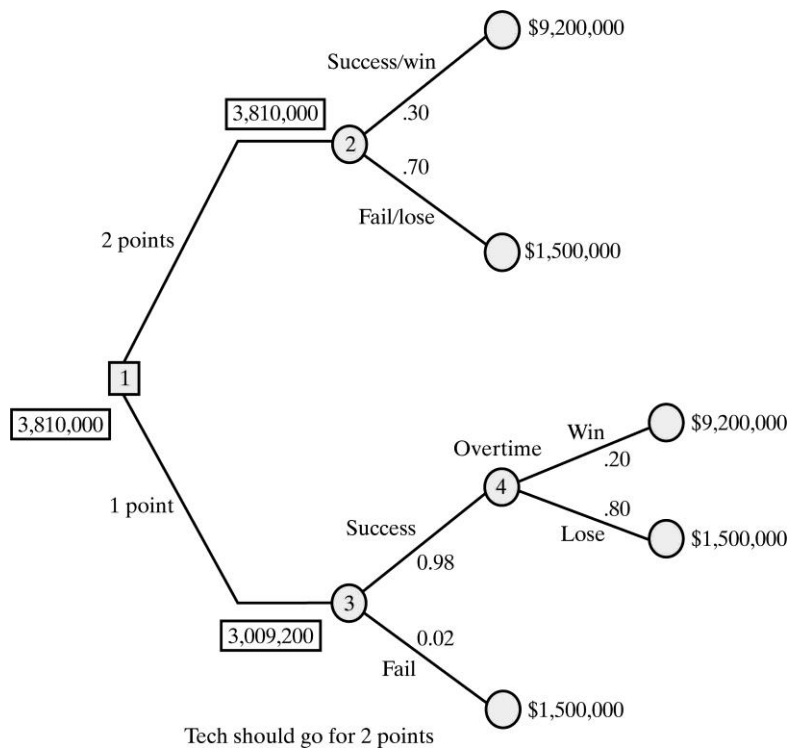 $9,200,000
Success/win
.30
3,810,000
2
.70
Fail/lose
$1,500,000
2 points
1
3,810,000
1 point
Overtime
Win
.20
$9,200,000
4
.80
Lose
$1,500,000
Success
0.98
3
3,009,200
0.02
Fail
$1,500,000
Tech should go for 2 points